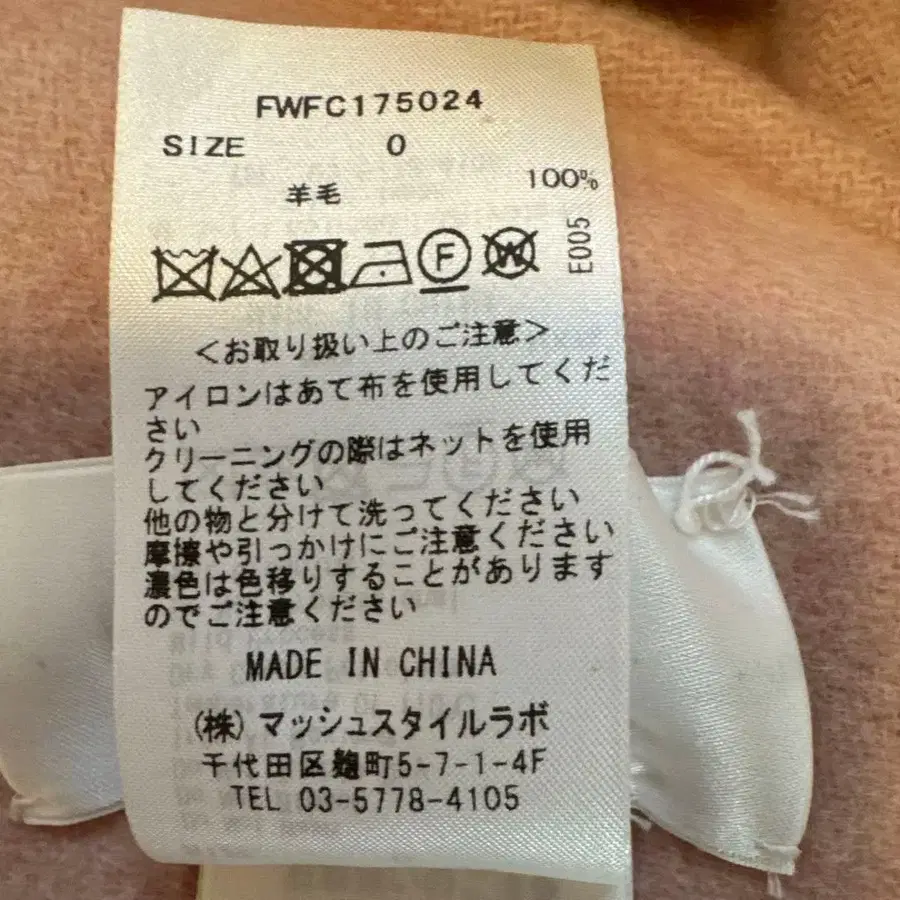 FWFC175024
SIZE 0
100%
羊毛
F W
E005
<お取り扱い上のご注意>
アイロンはあて布を使用してくだ
さい
クリーニングの際はネットを使用
してください
他の物と分けて洗ってください
摩擦や引っかけにご注意ください
濃色は色移りすることがあります
のでご注意ください
MADE IN CHINA
(株)マッシュスタイルラボ
千代田区麹町5-7-1-4F
TEL 03-5778-4105